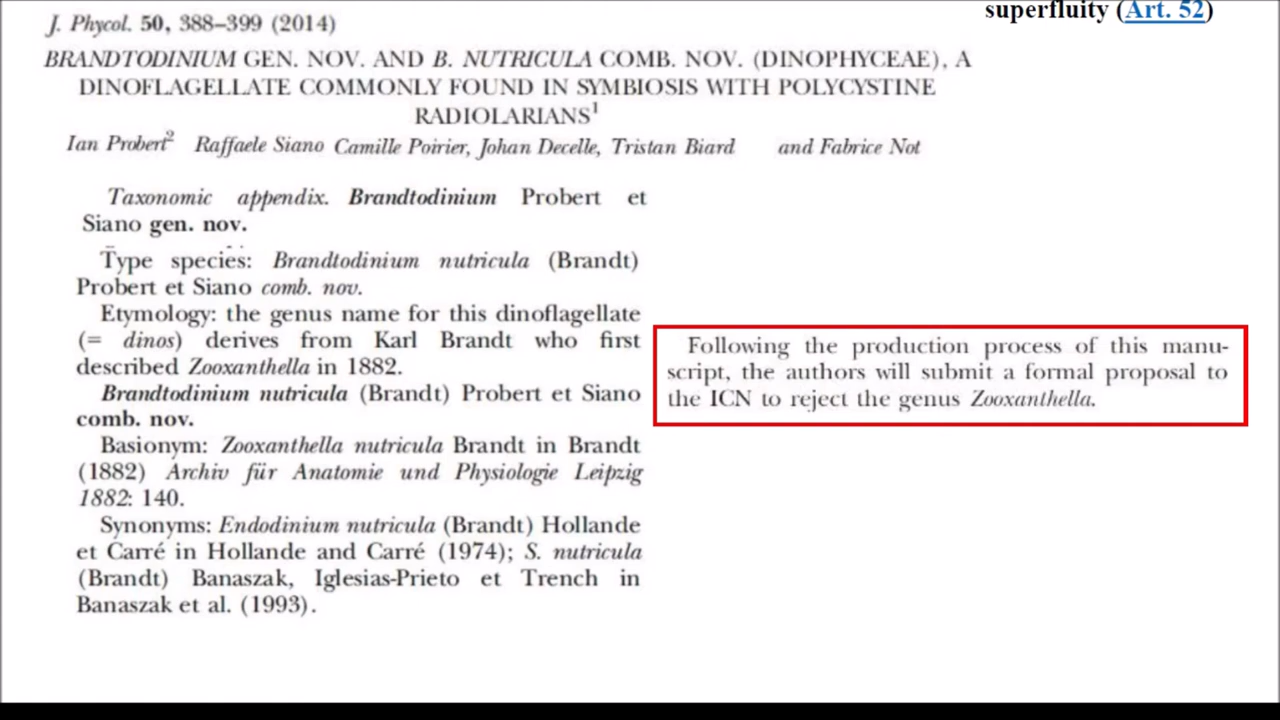 superfluity (Art. 52)
J. Phycol. 50, 388–399 (2014)
BRANDTODINIUM GEN. NOV. AND B. NUTRICULA COMB. NOV. (DINOPHYCEAE), A
DINOFLAGELLATE COMMONLY FOUND IN SYMBIOSIS WITH POLYCYSTINE
RADIOLARIANS¹
Ian Probert² Raffaele Siano Camille Poirier, Johan Decelle, Tristan Biard and Fabrice Not
Taxonomic appendix. Brandtodinium Probert et
Siano gen. nov.
Type species: Brandtodinium nutricula (Brandt)
Probert et Siano comb. nov.
Etymology: the genus name for this dinoflagellate
(= dinos) derives from Karl Brandt who first
described Zooxanthella in 1882.
Brandtodinium nutricula (Brandt) Probert et Siano
comb. nov.
Basionym: Zooxanthella nutricula Brandt in Brandt
(1882) Archiv für Anatomie und Physiologie Leipzig
1882: 140.
Synonyms: Endodinium nutricula (Brandt) Hollande
et Carré in Hollande and Carré (1974); S. nutricula
(Brandt) Banaszak, Iglesias-Prieto et Trench in
Banaszak et al. (1993).
Following the production process of this manu-
script, the authors will submit a formal proposal to
the ICN to reject the genus Zooxanthella.